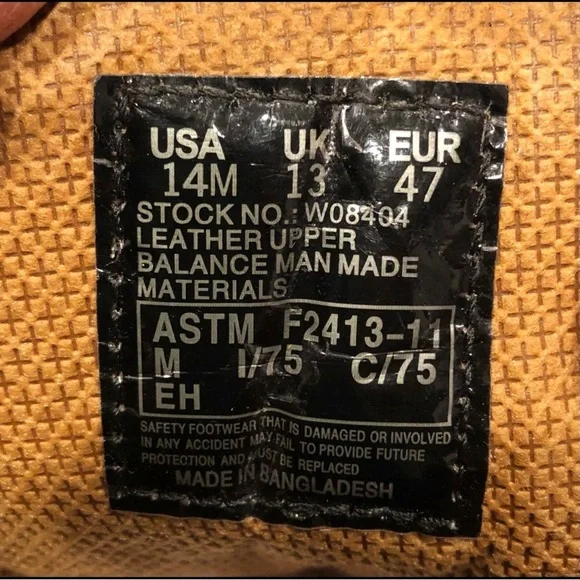 USA UK EUR
14M 13 47
STOCK NO.: W08404
LEATHER UPPER
BALANCE MAN MADE
MATERIALS
ASTM F2413-11
M I/75 C/75
EH
SAFETY FOOTWEAR THAT IS DAMAGED OR INVOLVED
IN ANY ACCIDENT MAY FAIL TO PROVIDE FUTURE
PROTECTION AND MUST BE REPLACED
MADE IN BANGLADESH